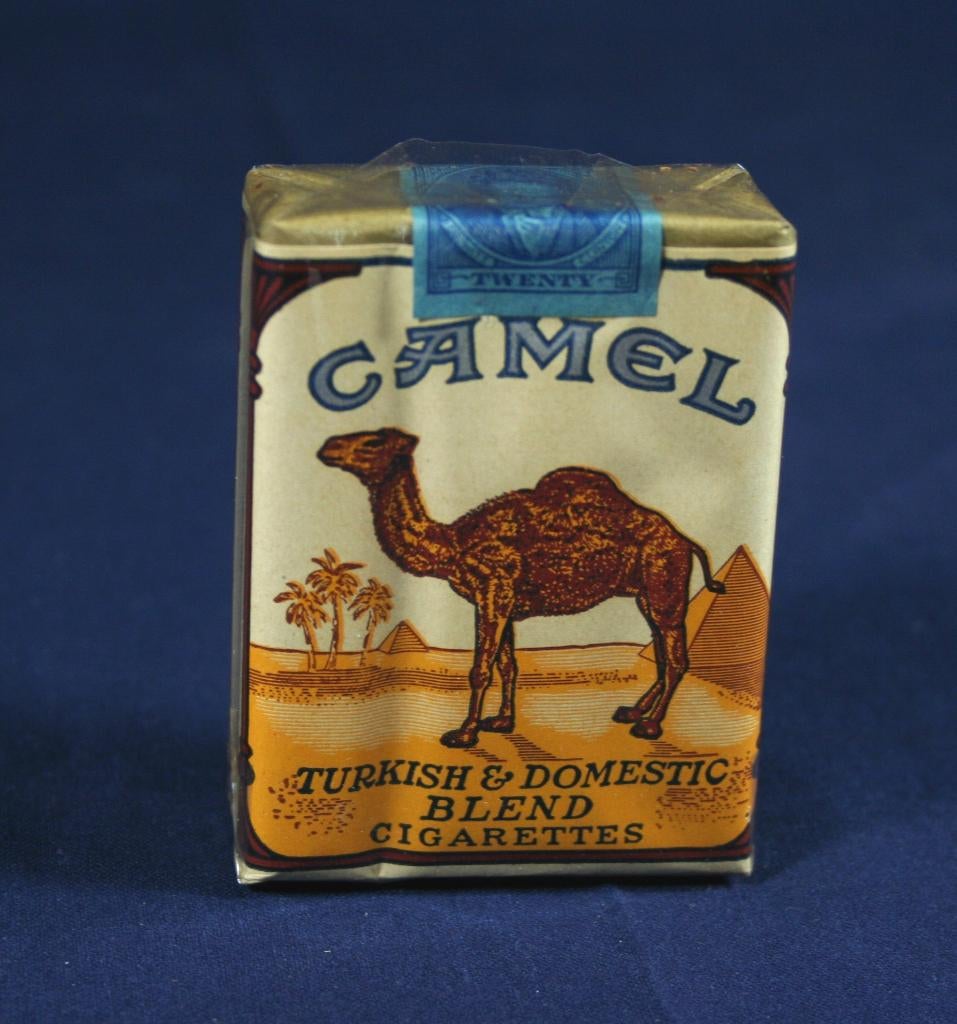 TWENTY
CAMEL
TURKISH & DOMESTIC
BLEND
CIGARETTES